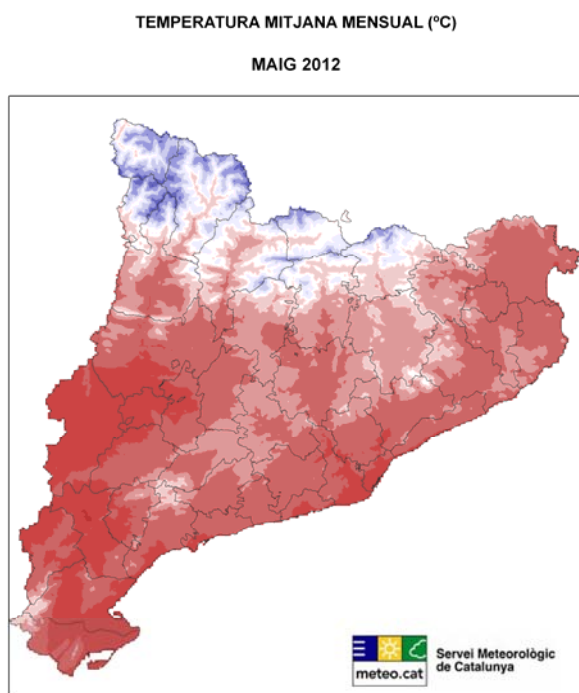 TEMPERATURA MITJANA MENSUAL (ºC)
MAIG 2012
meteo.cat
Servei Meteorològic
de Catalunya